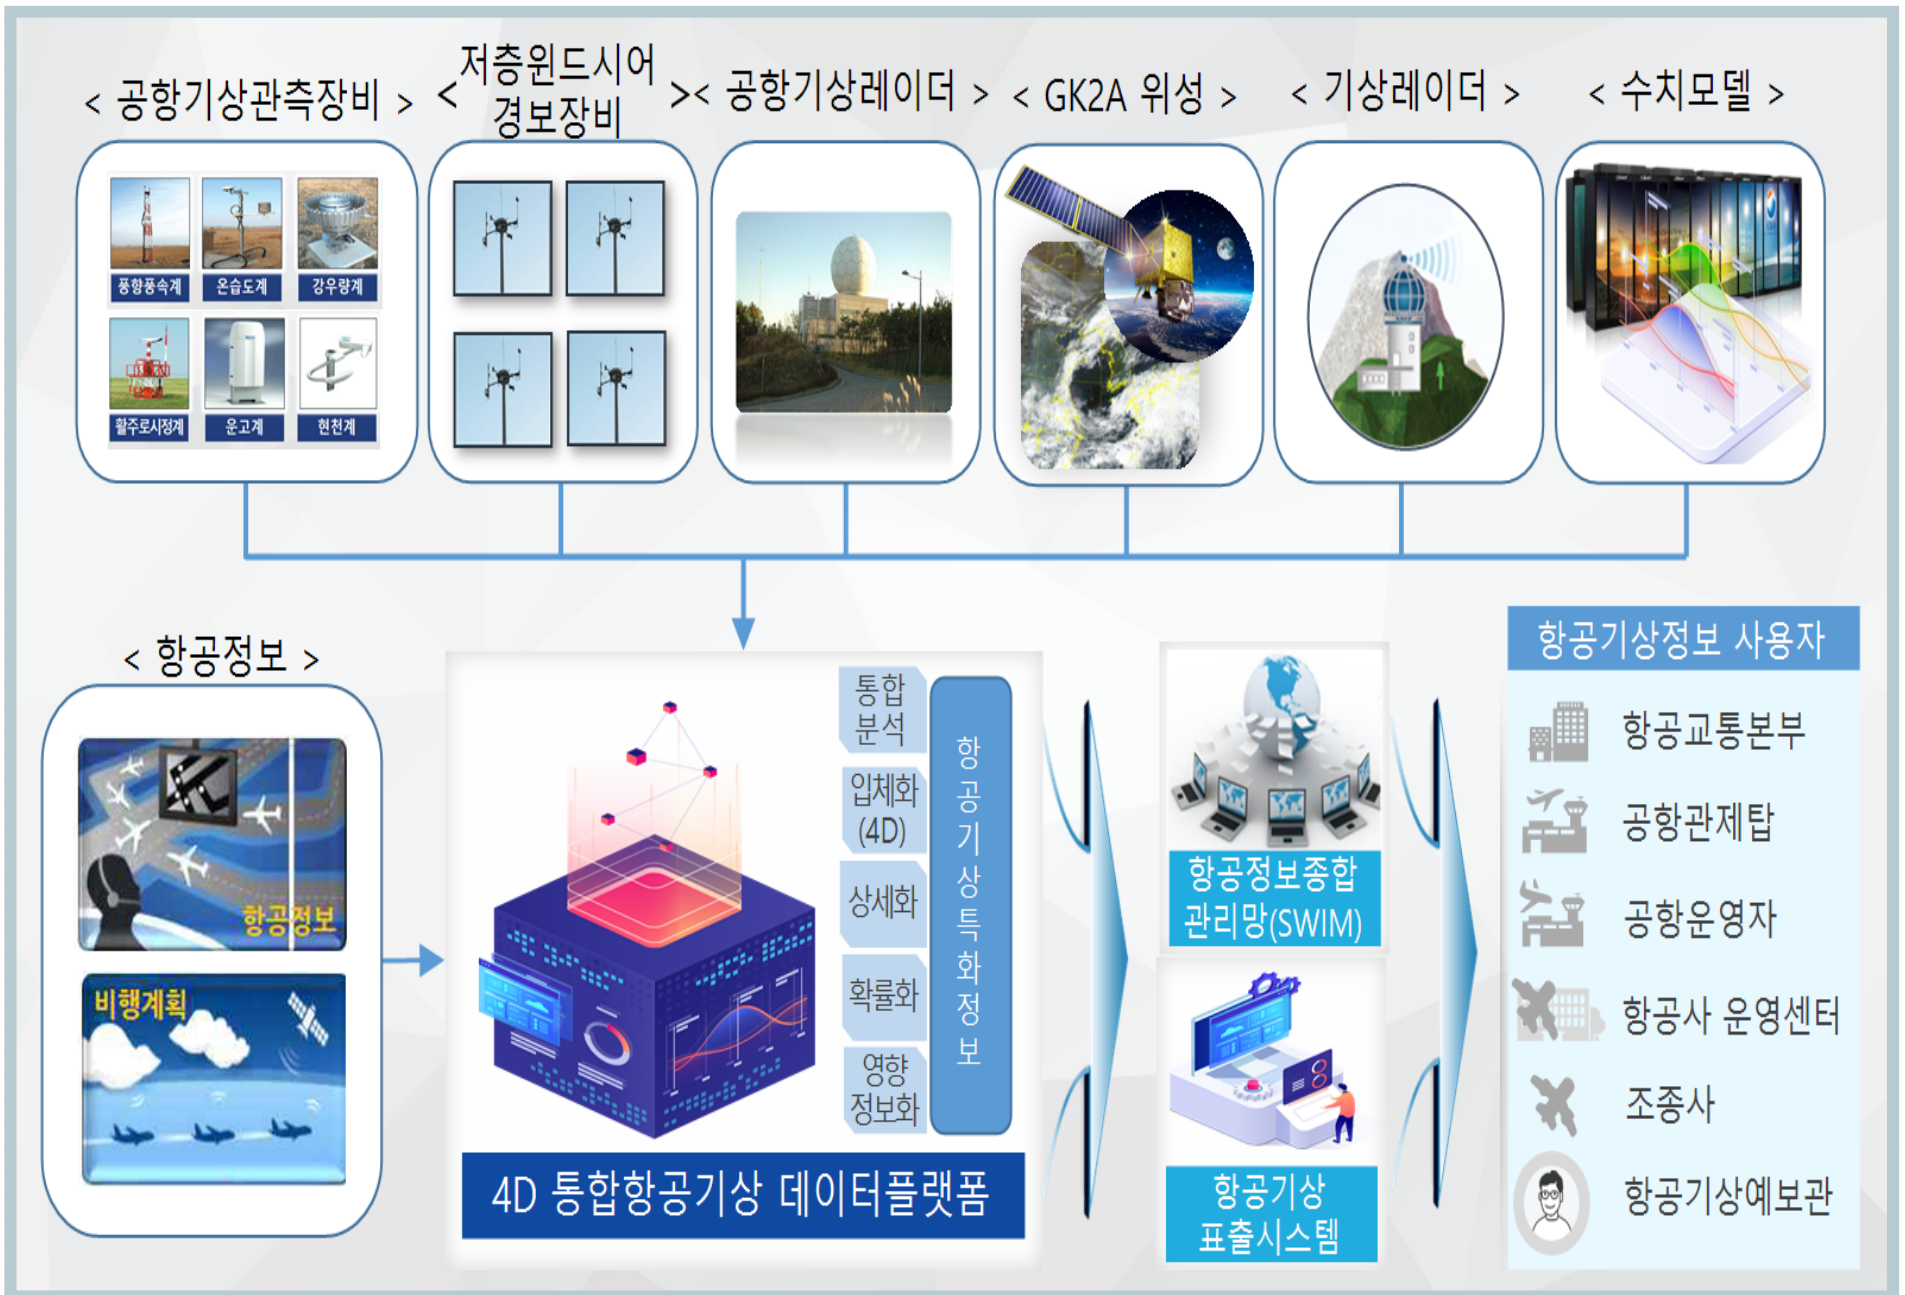 < 공항기상관측장비 >
< 저층윈드시어
경보장비 >
< 공항기상레이더 >
< GK2A 위성 >
< 기상레이더 >
< 수치모델 >
풍향풍속계
온습도계
강우량계
활주로시정계
운고계
현천계
< 항공정보 >
항공정보
비행계획
통합
분석
입체화
(4D)
상세화
확률화
영향
정보화
항공기상특화정보
4D 통합항공기상 데이터플랫폼
항공정보종합
관리망(SWIM)
항공기상
표출시스템
항공기상정보 사용자
항공교통본부
공항관제탑
공항운영자
항공사 운영센터
조종사
항공기상예보관